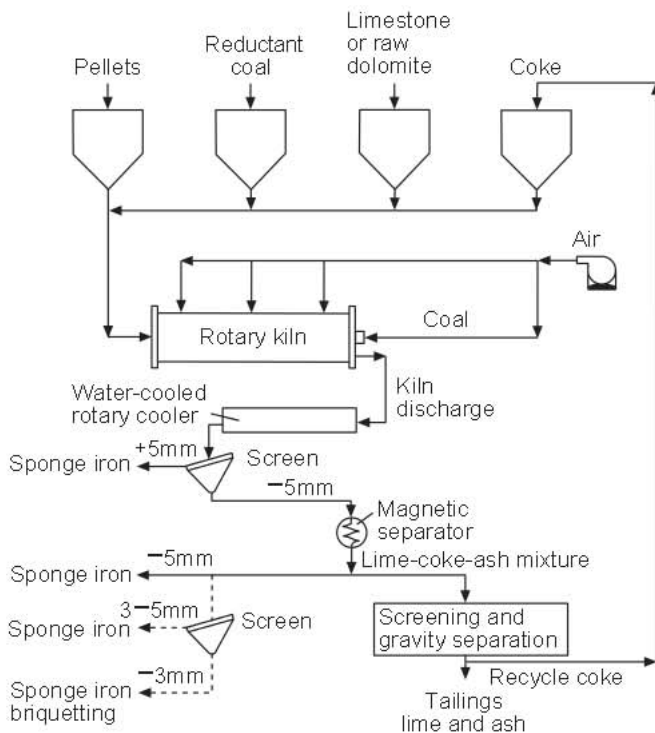 Pellets
Reductant
coal
Limestone
or raw
dolomite
Coke
Air
Rotary kiln
Coal
Kiln
discharge
Water-cooled
rotary cooler
+5mm
Sponge iron
Screen
−5mm
Magnetic
separator
Lime-coke-ash mixture
−5mm
Sponge iron
3−5mm
Sponge iron
Screen
Screening and
gravity separation
−3mm
Sponge iron
briquetting
Recycle coke
Tailings
lime and ash